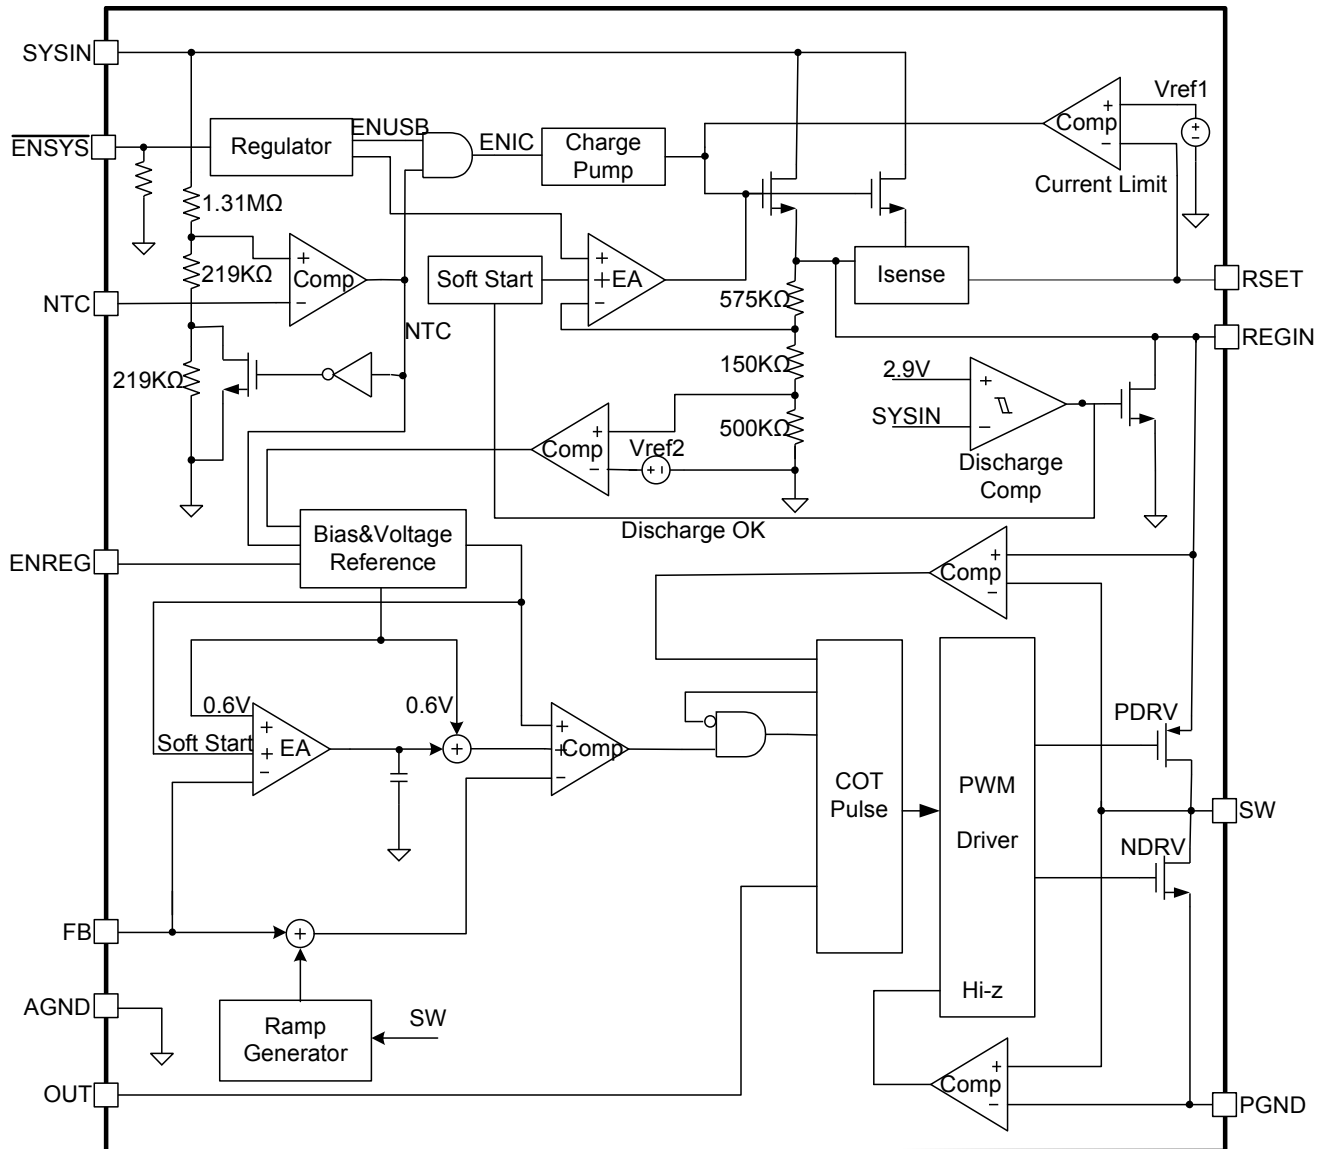 SYSIN
Vref1
+
Comp
−
Current Limit
ENSYS
Regulator
ENUSB
ENIC
Charge
Pump
1.31MΩ
219KΩ
+
Comp
−
NTC
NTC
219KΩ
Soft Start
+
+
EA
−
Isense
RSET
575KΩ
REGIN
150KΩ
500KΩ
2.9V
+
SYSIN
−
Discharge
Comp
+
Comp
−
Vref2
Discharge OK
ENREG
Bias&Voltage
Reference
+
Comp
−
0.6V
+
Soft Start
+
EA
−
0.6V
+
+
+
Comp
−
COT
Pulse
PWM
Driver
Hi-z
PDRV
SW
NDRV
FB
+
AGND
Ramp
Generator
SW
OUT
+
Comp
−
PGND